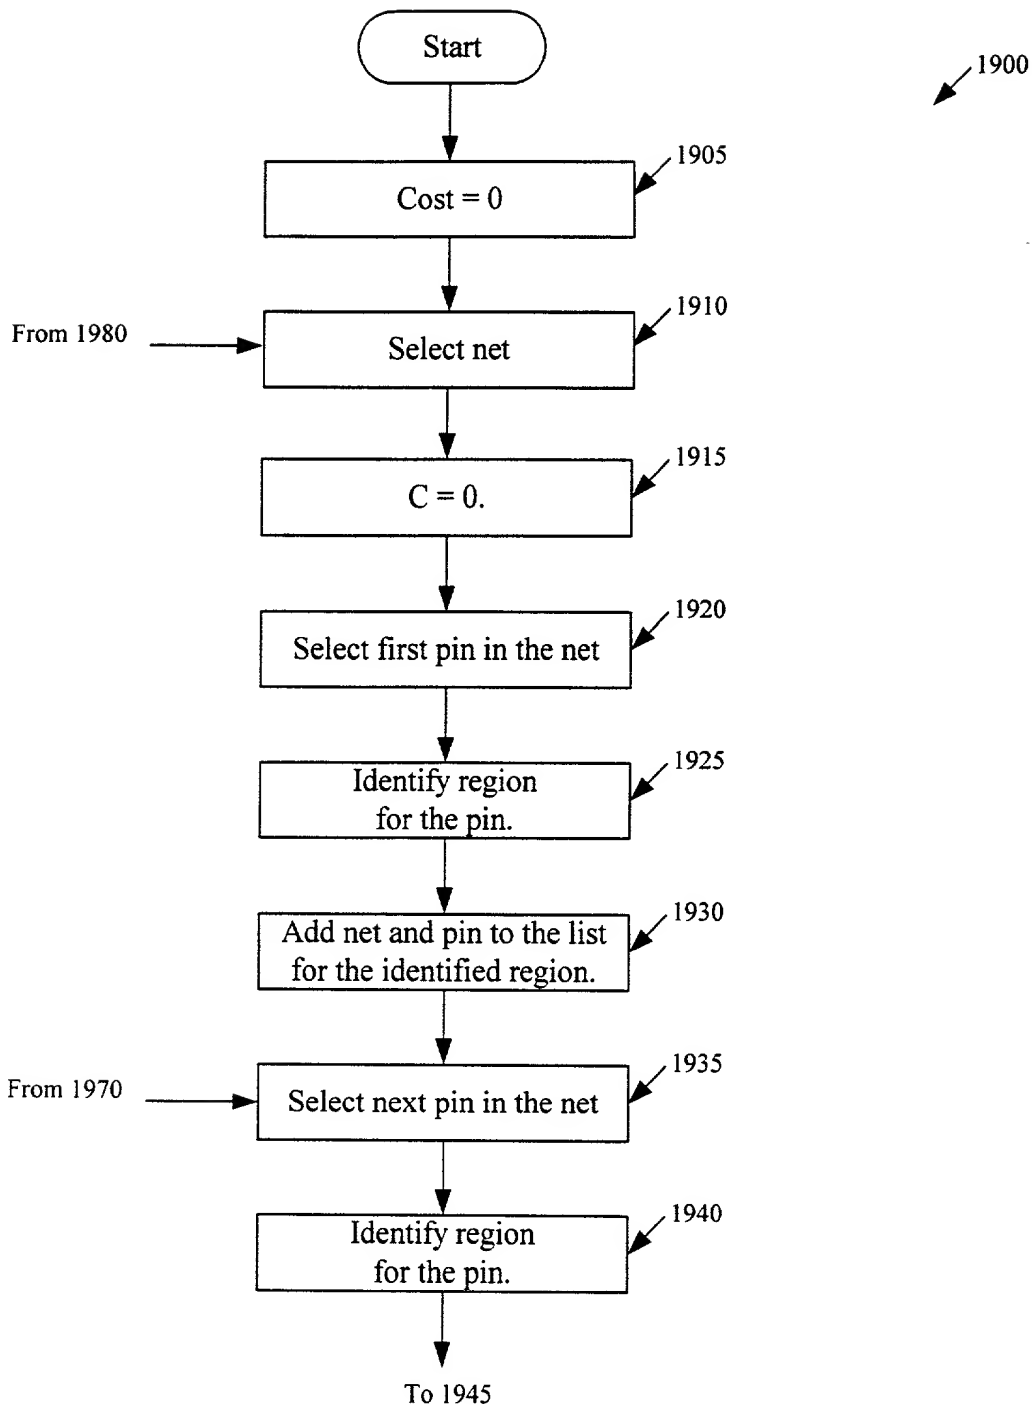 Start
1900
1905
Cost = 0
1910
From 1980
Select net
1915
C = 0.
1920
Select first pin in the net
1925
Identify region
for the pin.
1930
Add net and pin to the list
for the identified region.
1935
From 1970
Select next pin in the net
1940
Identify region
for the pin.
To 1945